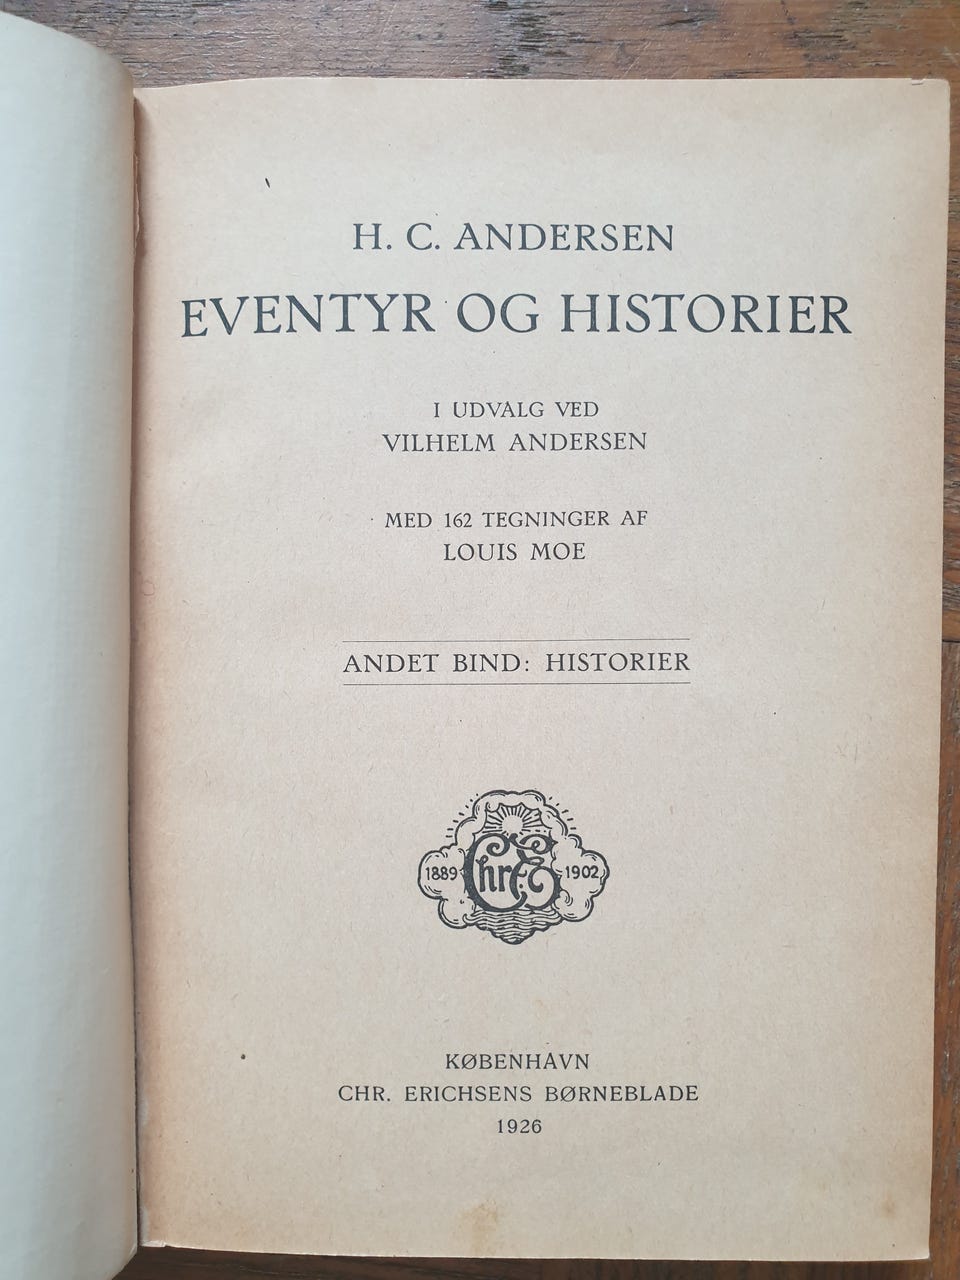 H. C. ANDERSEN
EVENTYR OG HISTORIER
I UDVALG VED
VILHELM ANDERSEN
MED 162 TEGNINGER AF
LOUIS MOE
ANDET BIND: HISTORIER
1889 Chr. E 1902
KØBENHAVN
CHR. ERICHSENS BØRNEBLADE
1926